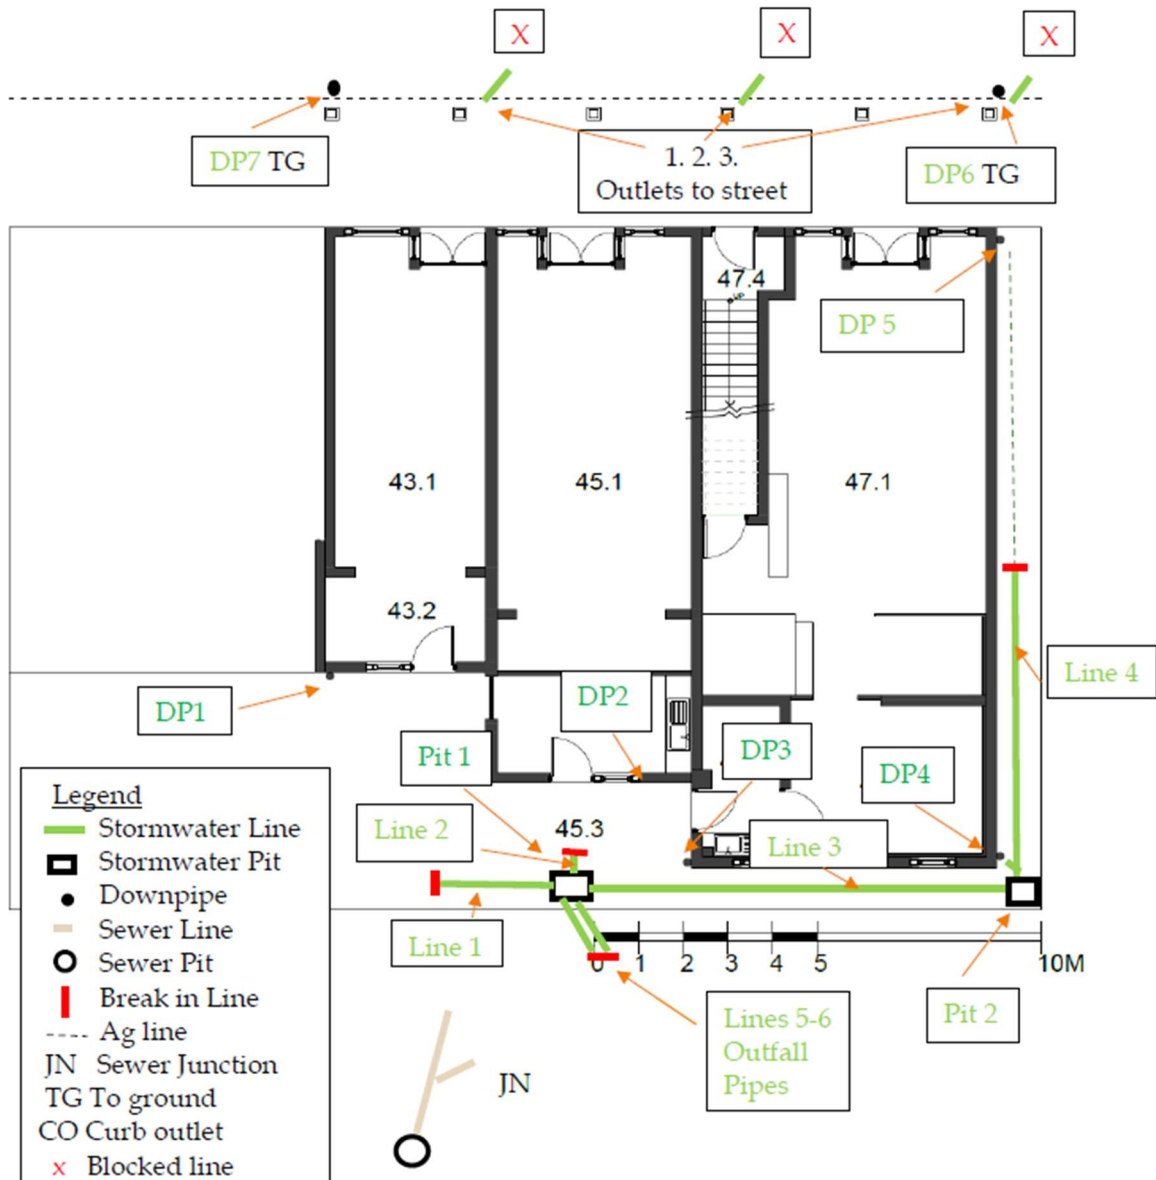 X
X
X
DP7 TG
1. 2. 3.
Outlets to street
DP6 TG
47.4
UP
DP 5
43.1
45.1
47.1
43.2
Line 4
DP1
DP2
Pit 1
DP3
DP4
Line 2
45.3
Line 3
Line 1
0 1 2 3 4 5 10M
Lines 5-6
Outfall
Pipes
Pit 2
JN
Legend
Stormwater Line
Stormwater Pit
Downpipe
Sewer Line
Sewer Pit
Break in Line
Ag line
JN Sewer Junction
TG To ground
CO Curb outlet
x Blocked line